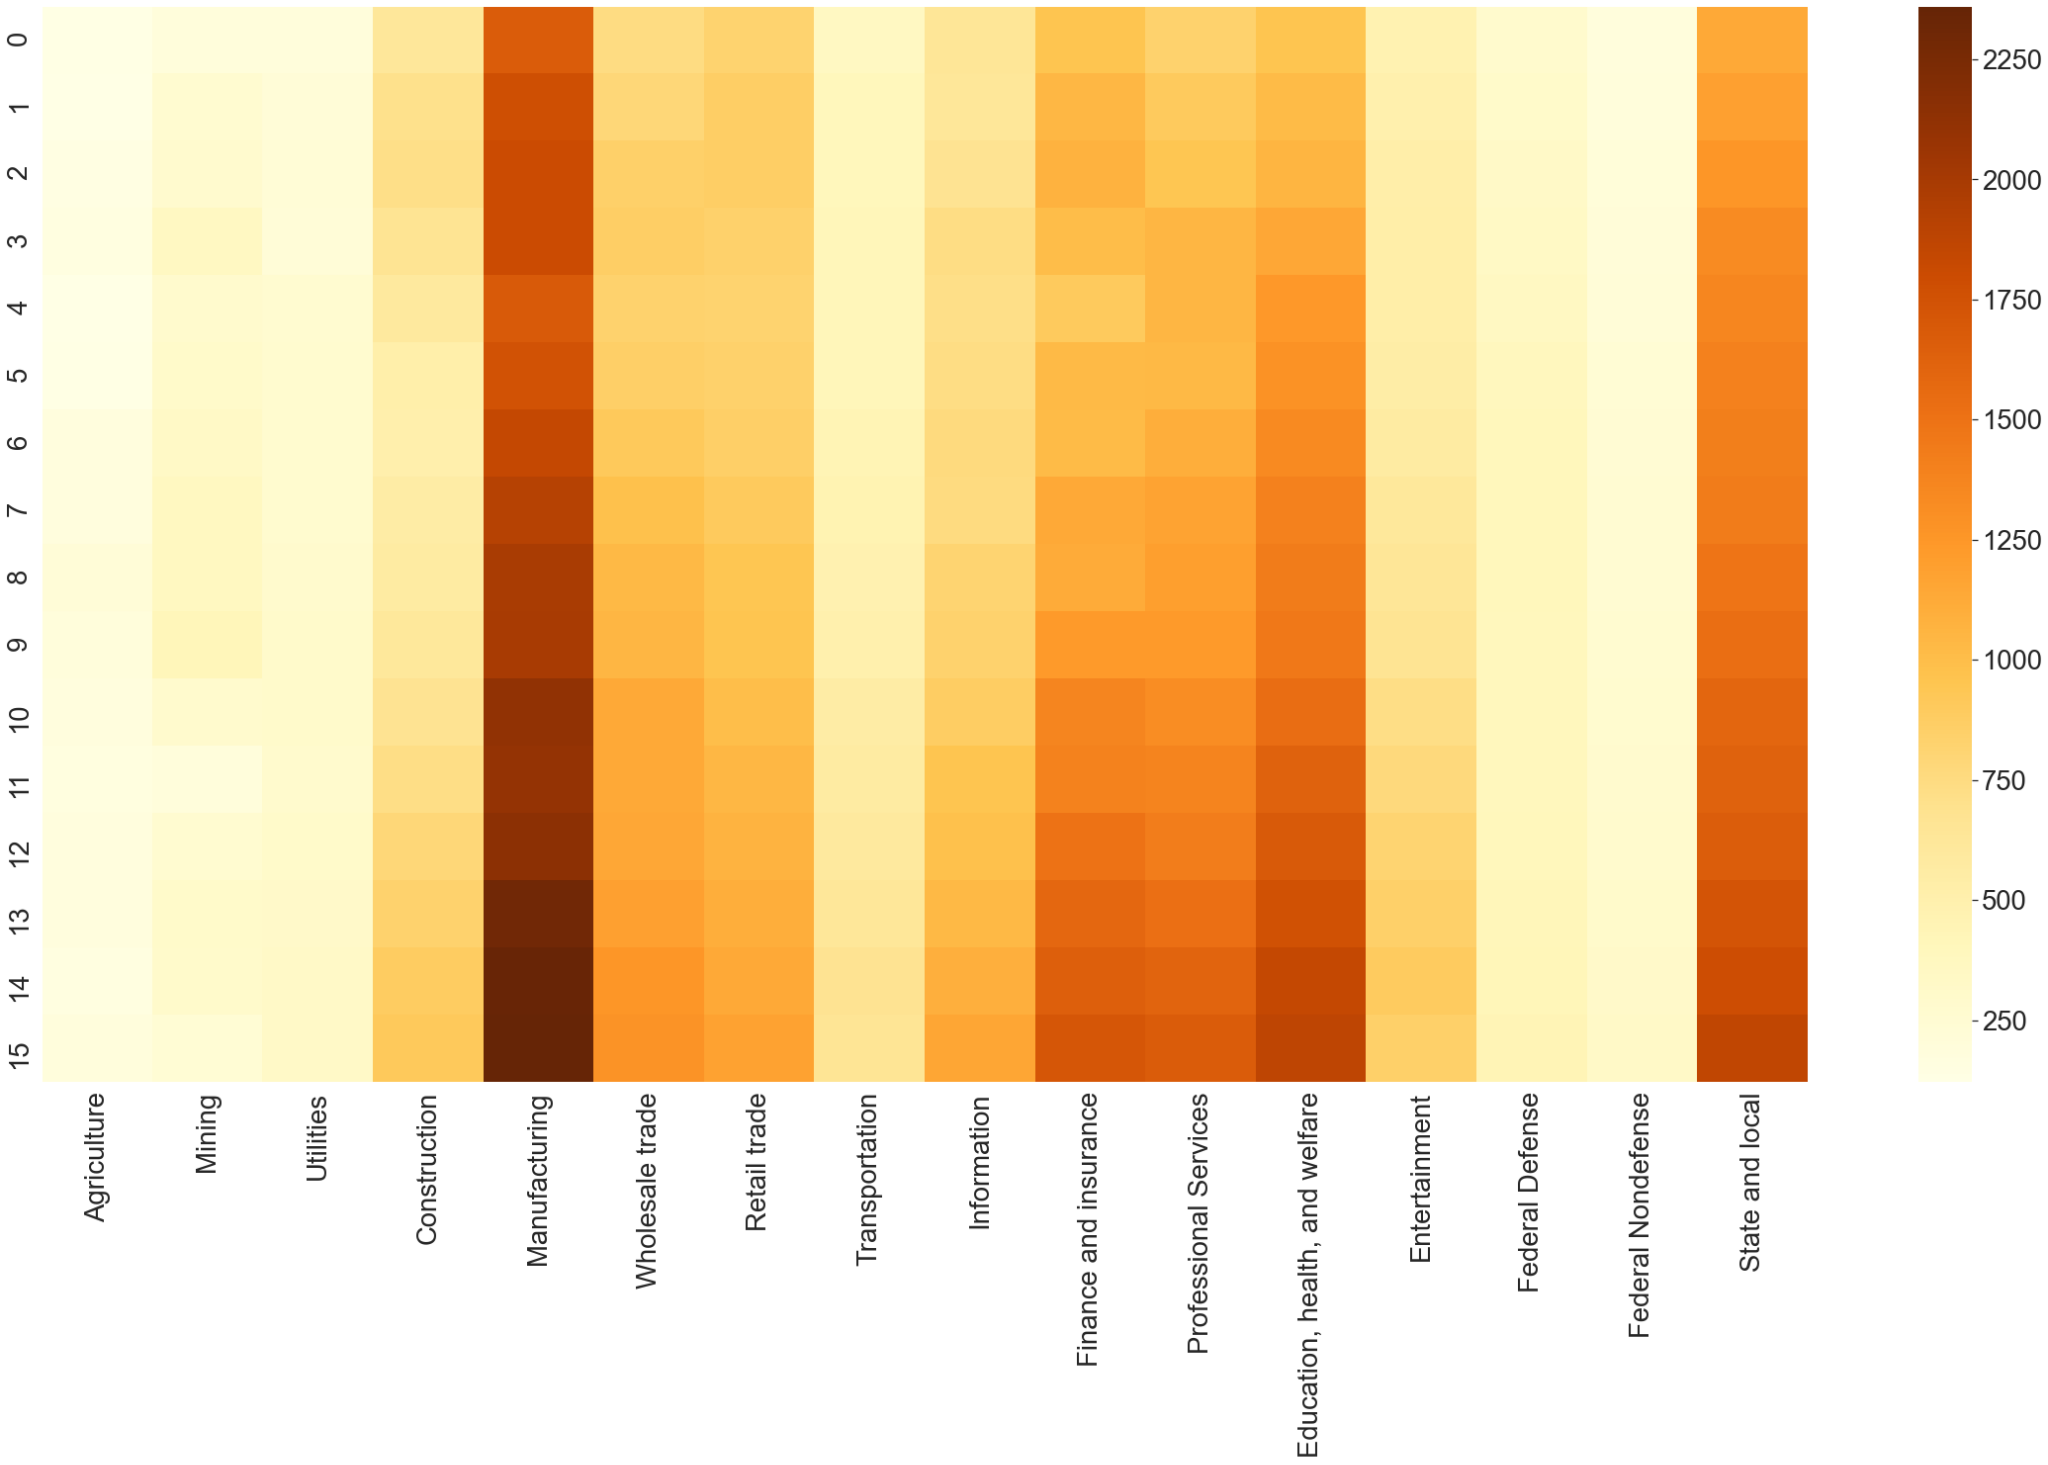 0
1
2
3
4
5
6
7
8
9
10
11
12
13
14
15
Agriculture
Mining
Utilities
Construction
Manufacturing
Wholesale trade
Retail trade
Transportation
Information
Finance and insurance
Professional Services
Education, health, and welfare
Entertainment
Federal Defense
Federal Nondefense
State and local
2250
2000
1750
1500
1250
1000
750
500
250